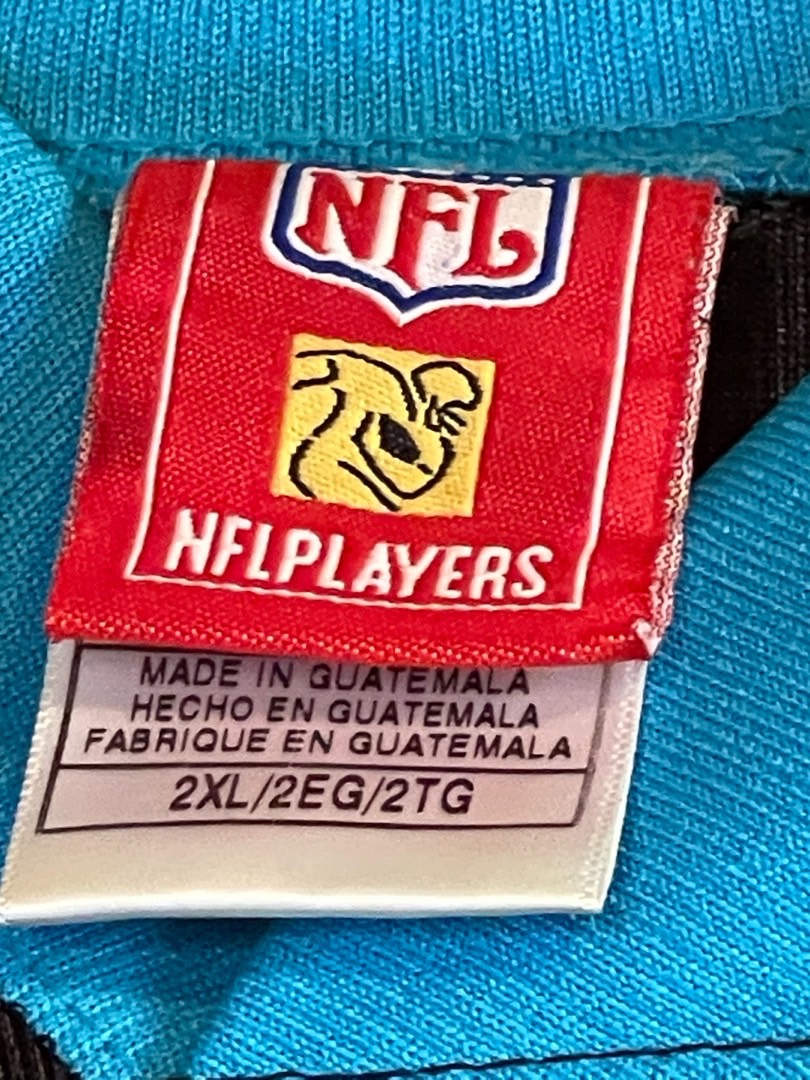 NFL
NFLPLAYERS
MADE IN GUATEMALA
HECHO EN GUATEMALA
FABRIQUE EN GUATEMALA
2XL/2EG/2TG